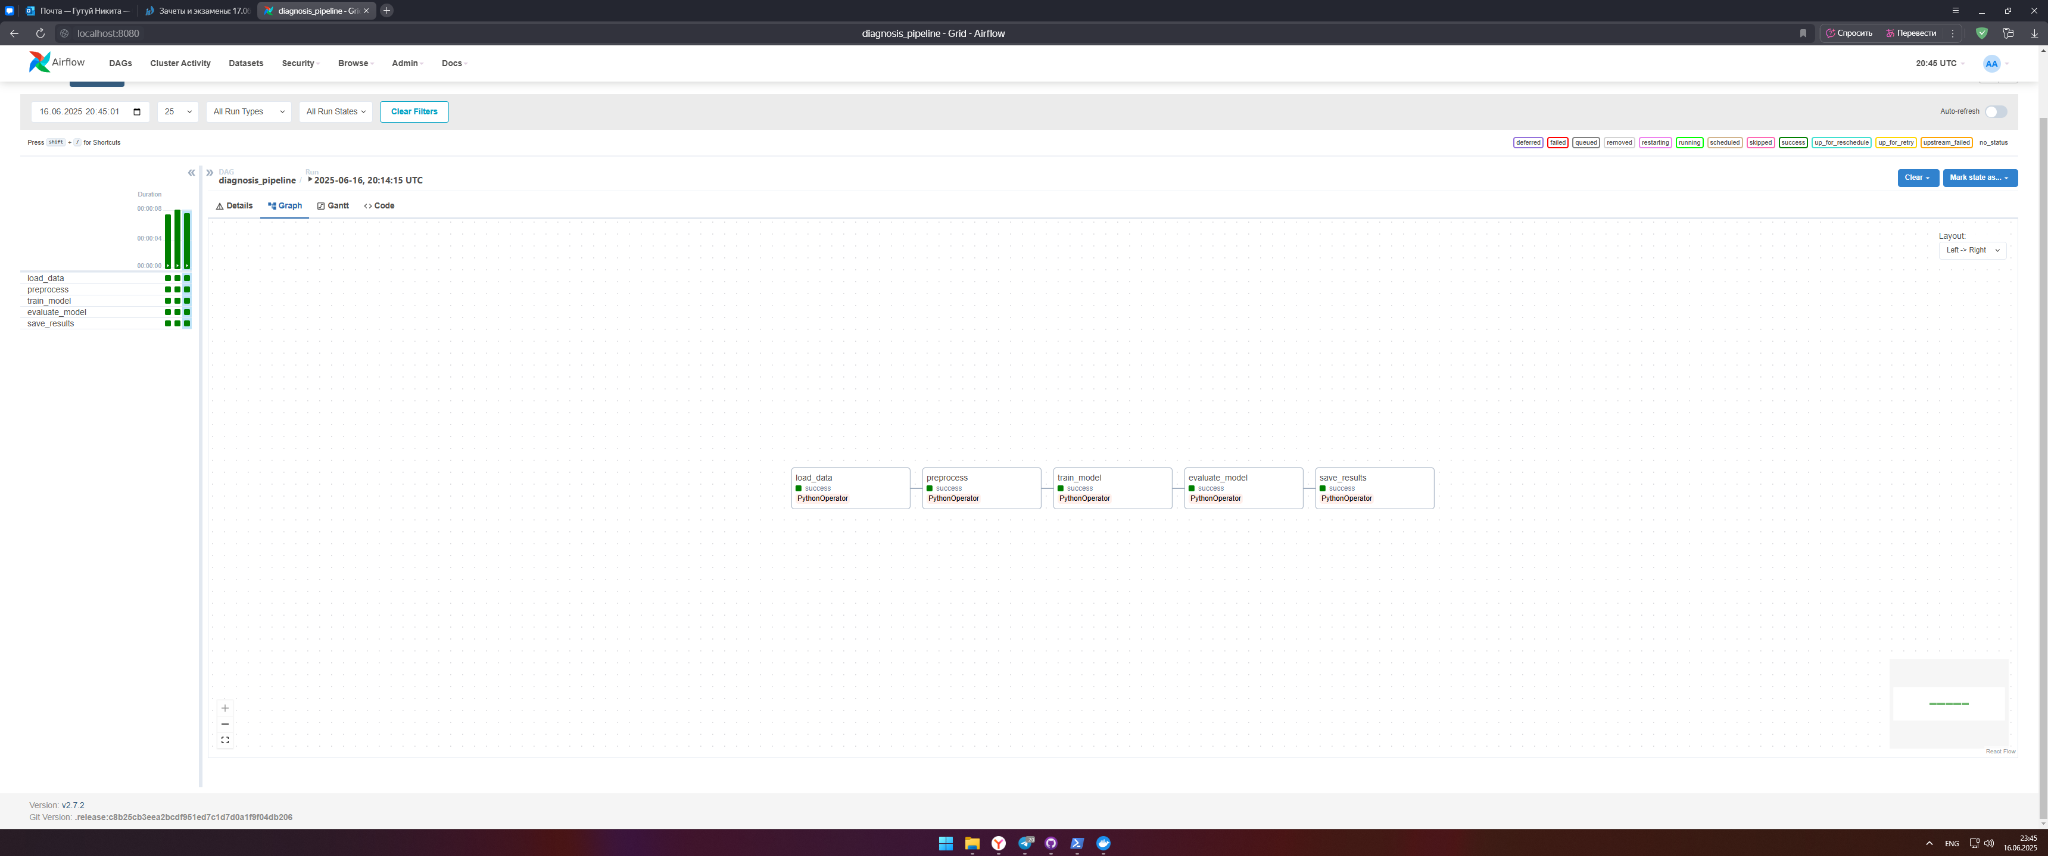 Почта — Гутуй Никита —
Зачеты и экзамены: 17.0
diagnosis_pipeline - Gri
localhost:8080
diagnosis_pipeline - Grid - Airflow
Спросить
Перевести
Airflow
DAGs
Cluster Activity
Datasets
Security
Browse
Admin
Docs
20:45 UTC
AA
16.06.2025 20:45:01
25
All Run Types
All Run States
Clear Filters
Auto-refresh
Press shift + / for Shortcuts
deferred
failed
queued
removed
restarting
running
scheduled
skipped
success
up_for_reschedule
up_for_retry
upstream_failed
no_status
DAG
diagnosis_pipeline
/
Run
2025-06-16, 20:14:15 UTC
Clear
Mark state as...
Details
Graph
Gantt
Code
Duration
00:00:08
00:00:04
00:00:00
load_data
preprocess
train_model
evaluate_model
save_results
Layout:
Left -> Right
load_data
success
PythonOperator
preprocess
success
PythonOperator
train_model
success
PythonOperator
evaluate_model
success
PythonOperator
save_results
success
PythonOperator
React Flow
Version: v2.7.2
Git Version: .release:c8b25cb3eea2bcdf951ed7c1d7d0a1f9f04db206
ENG
23:45
16.06.2025